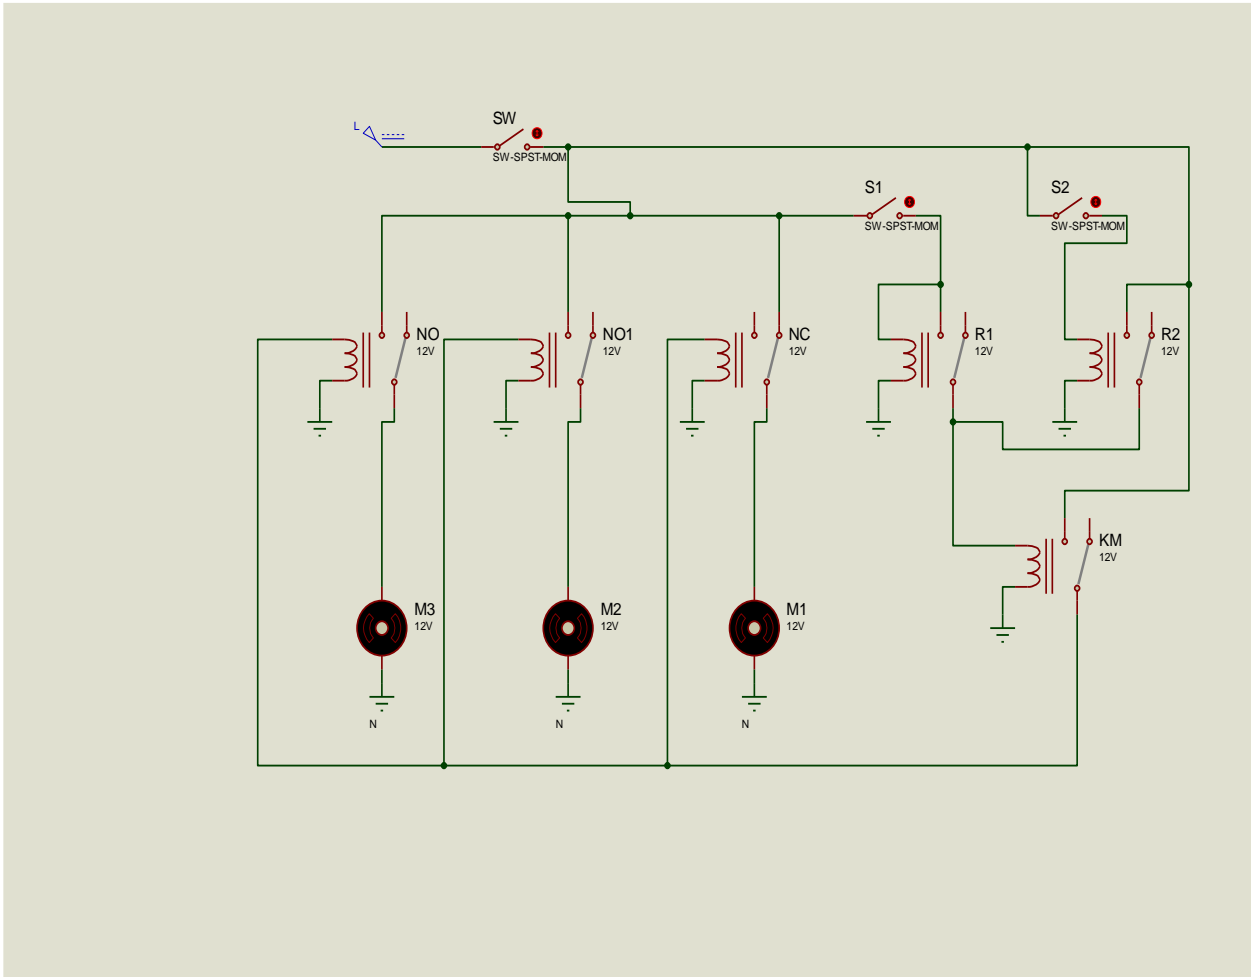 L
SW
SW-SPST-MOM
S1
SW-SPST-MOM
S2
SW-SPST-MOM
NO
12V
NO1
12V
NC
12V
R1
12V
R2
12V
KM
12V
M3
12V
M2
12V
M1
12V
N
N
N